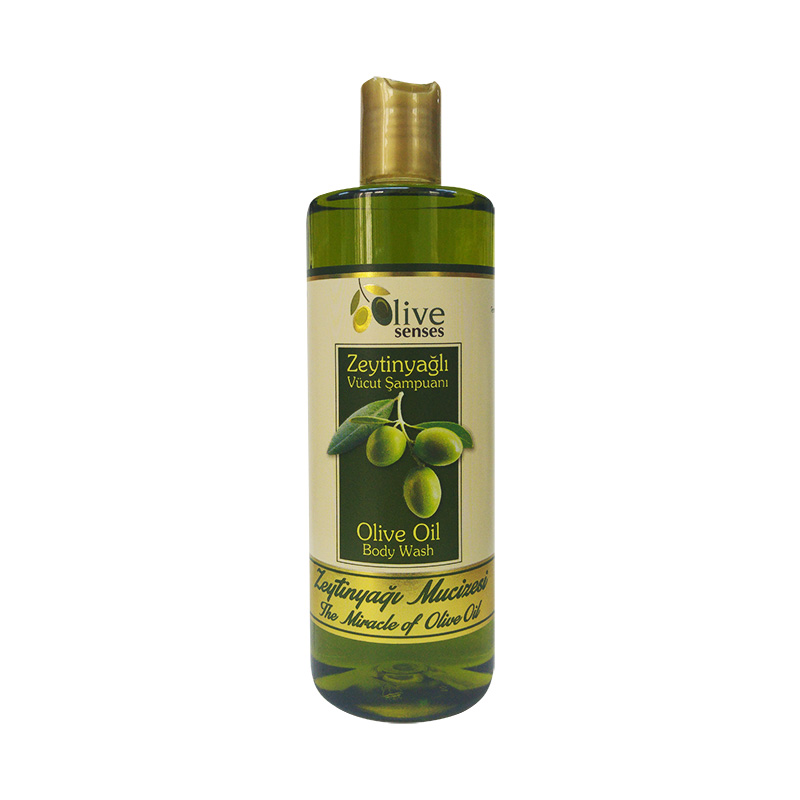 Olive
senses
Zeytinyağlı
Vücut Şampuanı
Olive Oil
Body Wash
Zeytinyağı Mucizesi
The Miracle of Olive Oil